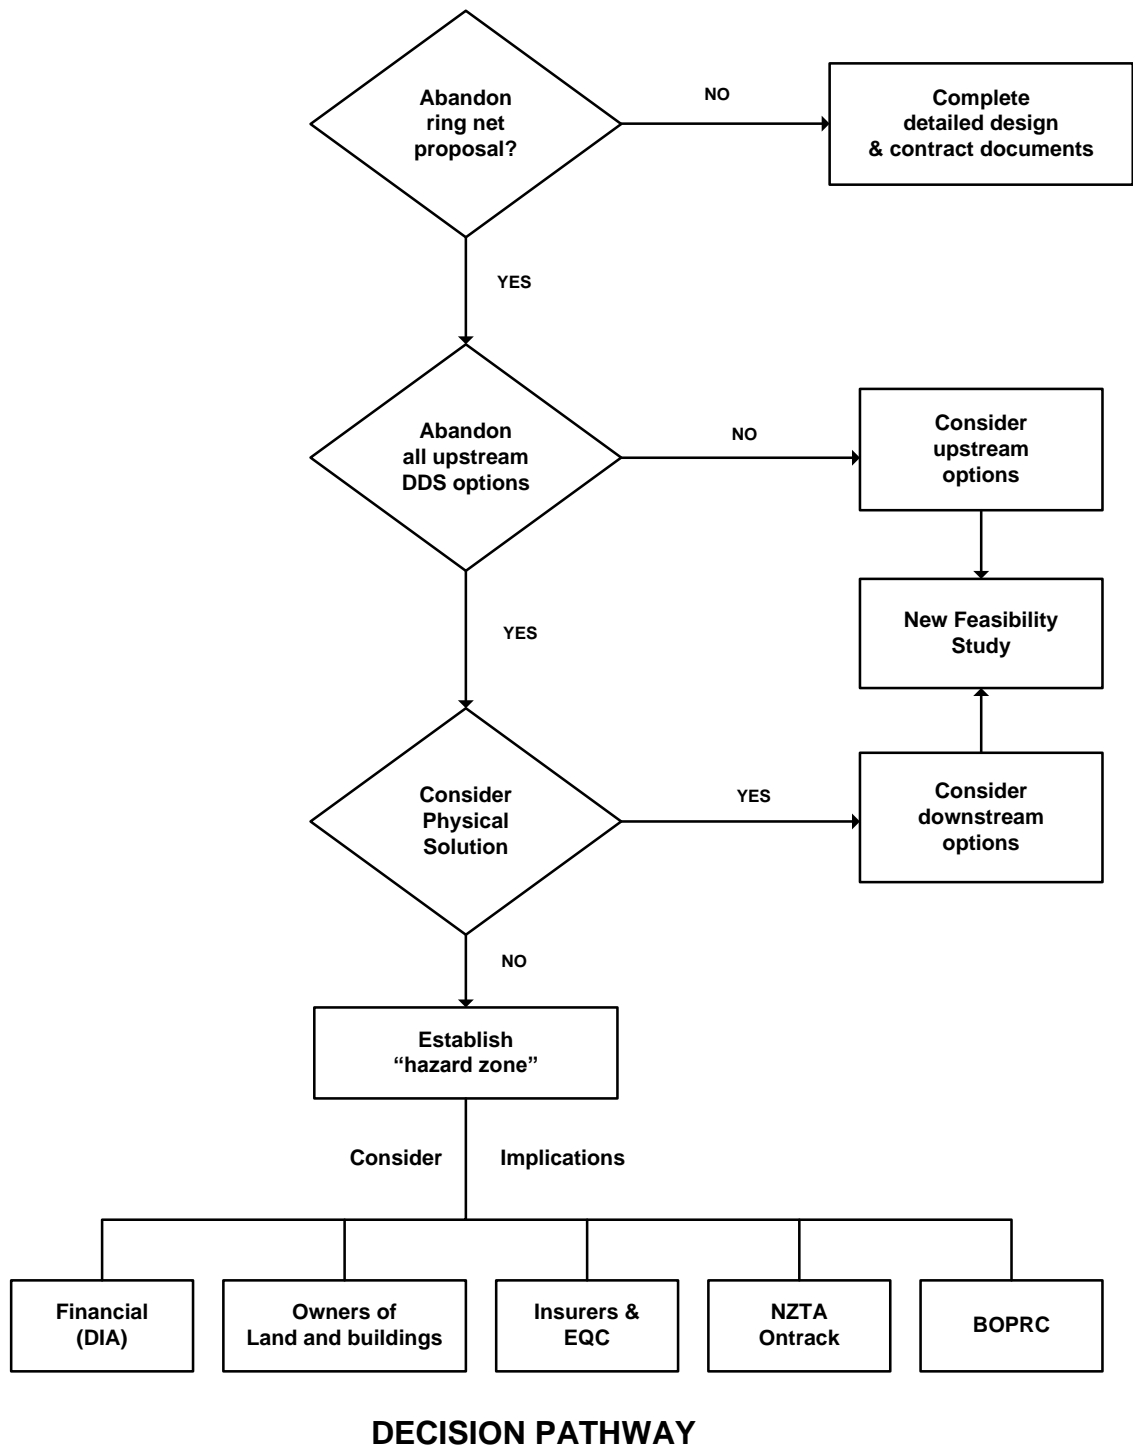 Abandon
ring net
proposal?
NO
Complete
detailed design
& contract documents
YES
Abandon
all upstream
DDS options
NO
Consider
upstream
options
New Feasibility
Study
YES
Consider
Physical
Solution
YES
Consider
downstream
options
NO
Establish
“hazard zone”
Consider Implications
Financial
(DIA)
Owners of
Land and buildings
Insurers &
EQC
NZTA
Ontrack
BOPRC
DECISION PATHWAY